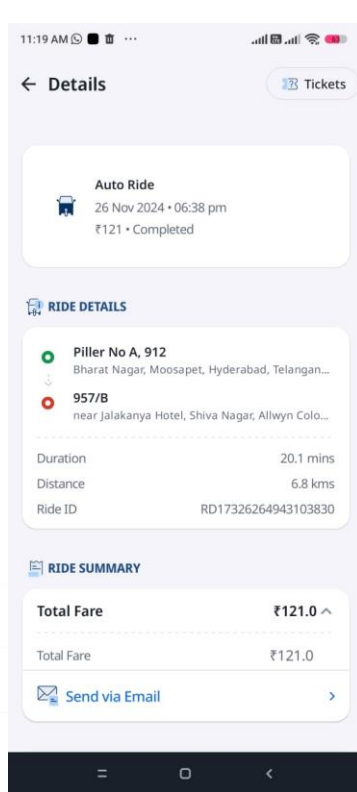 11:19 AM
← Details
Tickets
Auto Ride
26 Nov 2024 • 06:38 pm
₹121 • Completed
RIDE DETAILS
Piller No A, 912
Bharat Nagar, Moosapet, Hyderabad, Telangan...
957/B
near Jalakanya Hotel, Shiva Nagar, Allwyn Colo...
Duration 20.1 mins
Distance 6.8 kms
Ride ID RD17326264943103830
RIDE SUMMARY
Total Fare ₹121.0
Total Fare ₹121.0
Send via Email